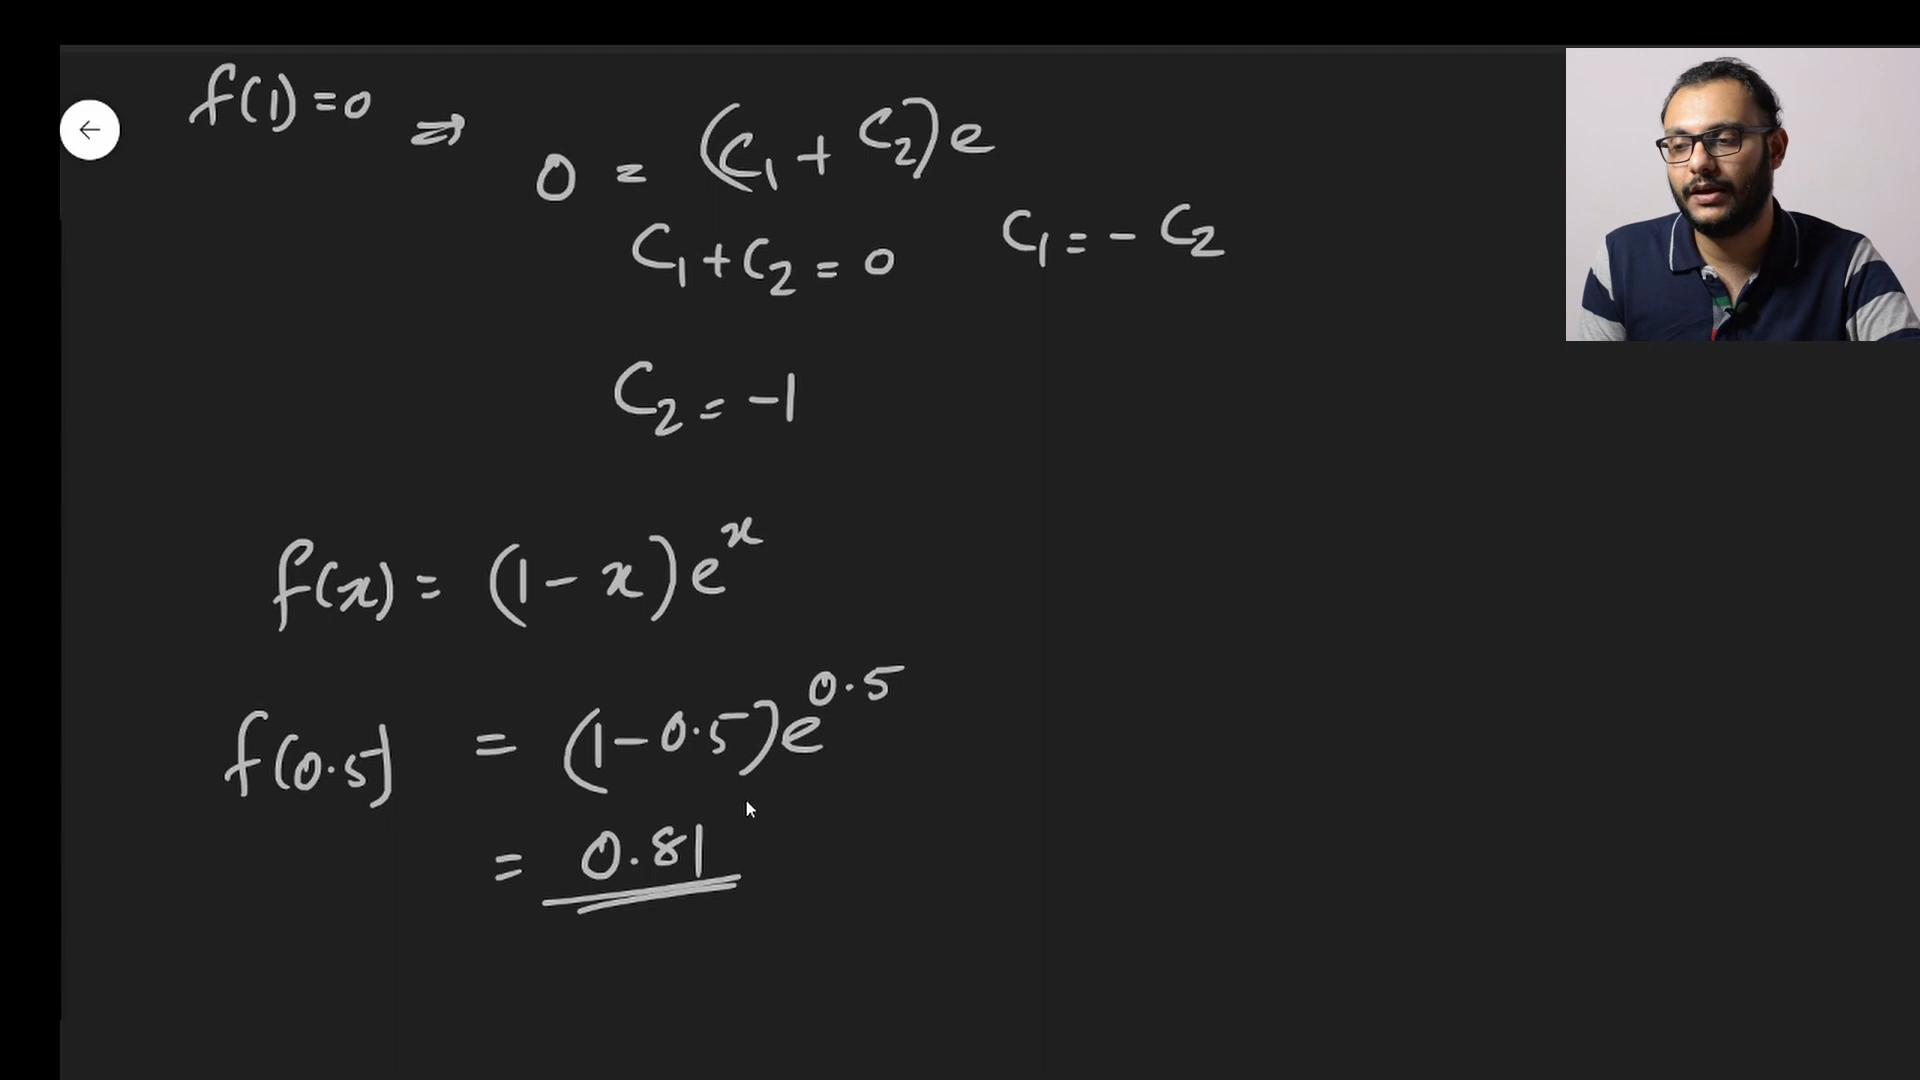 f(1)=0 ⇒ 0 = (C₁ + C₂)e
C₁+C₂ = 0 C₁ = - C₂
C₂ = -1
f(x) = (1 - x)eˣ
f(0.5) = (1-0.5)e^0.5
= 0.81